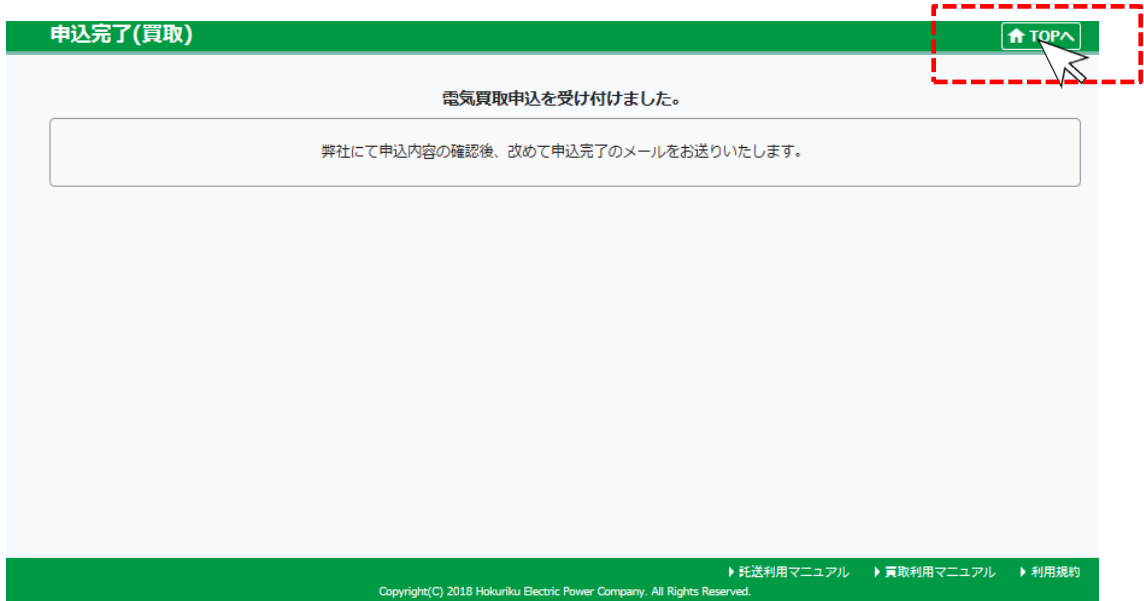 申込完了(買取)
TOPへ
電気買取申込を受け付けました。
弊社にて申込内容の確認後、改めて申込完了のメールをお送りいたします。
託送利用マニュアル 買取利用マニュアル 利用規約
Copyright(C) 2018 Hokuriku Electric Power Company. All Rights Reserved.